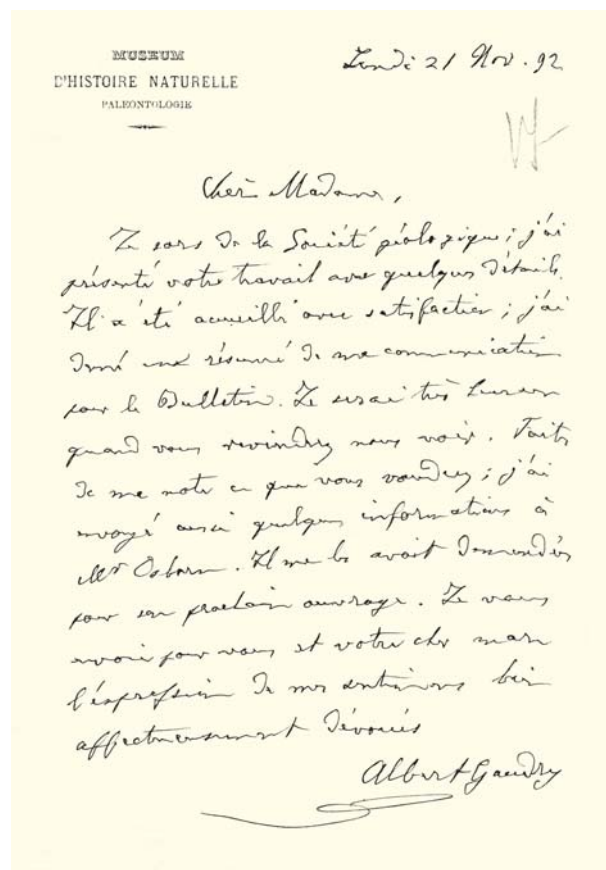 MUSEUM
D'HISTOIRE NATURELLE
PALÉONTOLOGIE
Lundi 21 Nov. 92
Chère Madame,
Je sors de la Société géologique; j'ai
présenté votre travail avec quelques détails.
Il a été accueilli avec satisfaction; j'ai
donné un résumé de ma communication
pour le Bulletin. Je serai très heureux
quand vous reviendrez nous voir. Faites
de ma note ce que vous voudrez; j'ai
envoyé aussi quelques informations à
Mr Osborn. Il me les avait demandées
pour son prochain ouvrage. Je vous
envoie pour vous et votre cher mari
l'expression de mes sentiments bien
affectueusement dévoués
Albert Gaudry